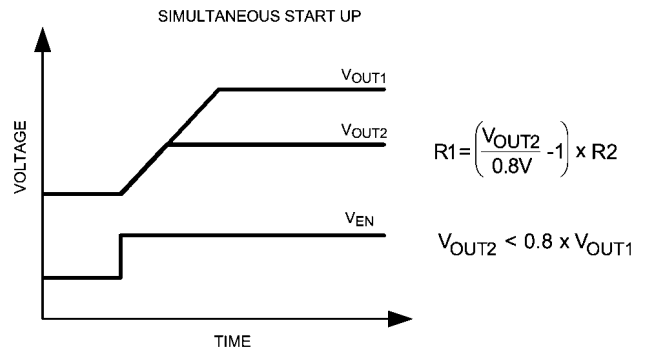 SIMULTANEOUS START UP
VOLTAGE
VOUT1
VOUT2
VEN
TIME
R1=(VOUT2/0.8V -1) x R2
VOUT2 < 0.8 x VOUT1